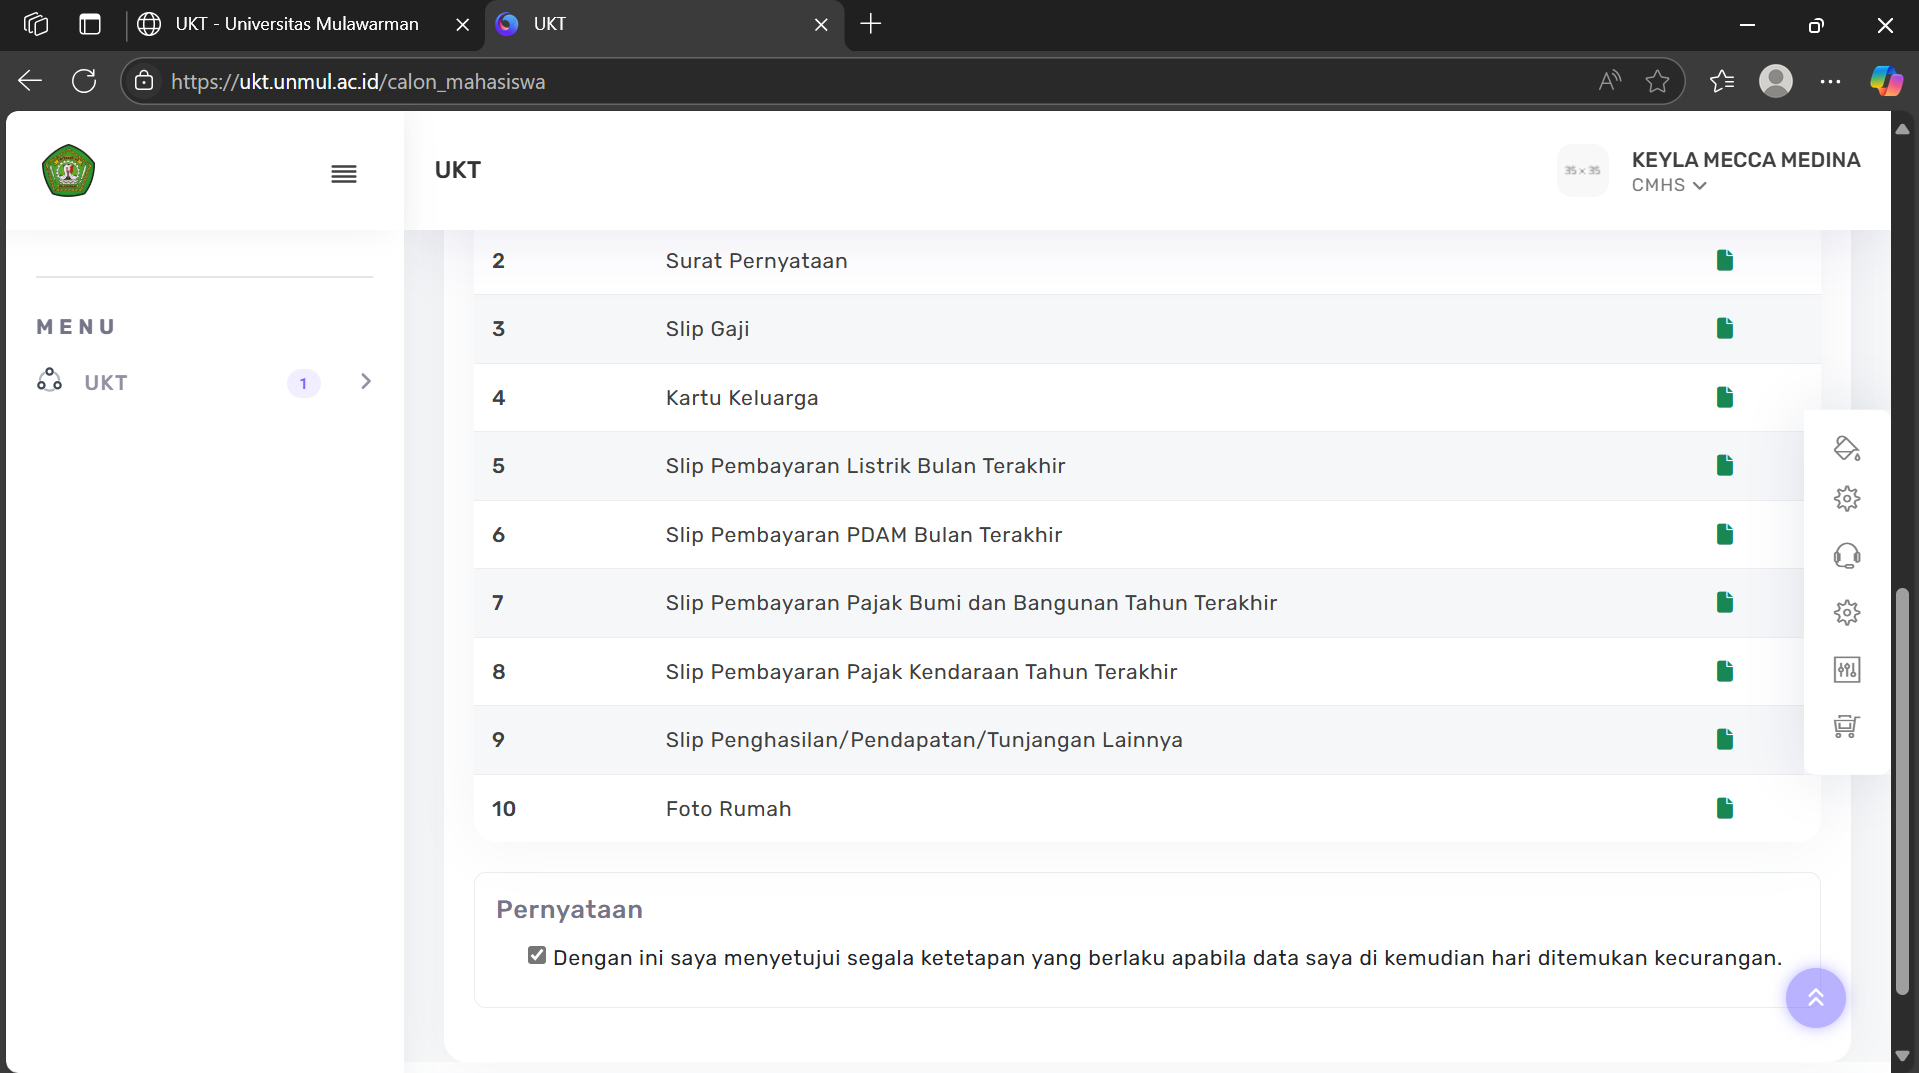 UKT - Universitas Mulawarman
UKT
https://ukt.unmul.ac.id/calon_mahasiswa
UKT
35 x 35
KEYLA MECCA MEDINA
CMHS
MENU
UKT 1
2 Surat Pernyataan
3 Slip Gaji
4 Kartu Keluarga
5 Slip Pembayaran Listrik Bulan Terakhir
6 Slip Pembayaran PDAM Bulan Terakhir
7 Slip Pembayaran Pajak Bumi dan Bangunan Tahun Terakhir
8 Slip Pembayaran Pajak Kendaraan Tahun Terakhir
9 Slip Penghasilan/Pendapatan/Tunjangan Lainnya
10 Foto Rumah
Pernyataan
Dengan ini saya menyetujui segala ketetapan yang berlaku apabila data saya di kemudian hari ditemukan kecurangan.